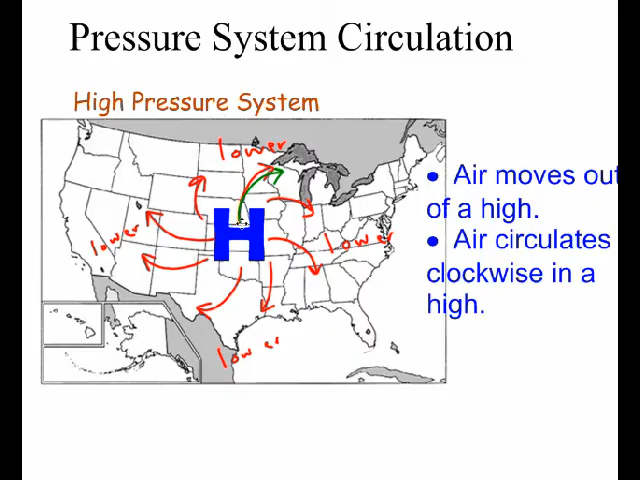 Pressure System Circulation
High Pressure System
lower
• Air moves out
of a high.
lower
H
lower
• Air circulates
clockwise in a
high.
lower